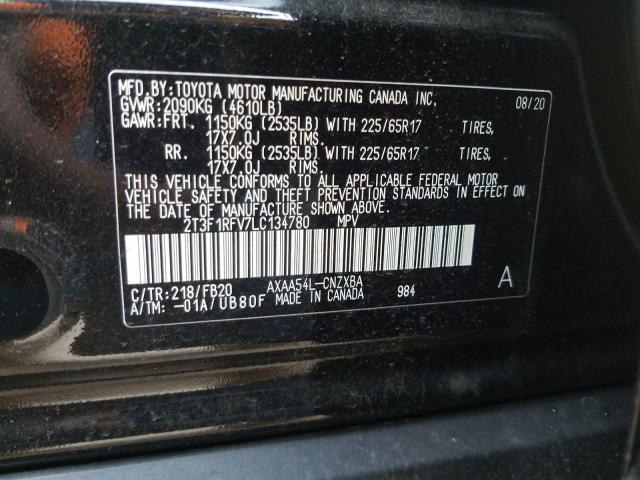 MFD.BY:TOYOTA MOTOR MANUFACTURING CANADA INC. 08/20
GVWR:2090KG (4610LB)
GAWR:FRT. 1150KG (2535LB) WITH 225/65R17 TIRES,
17X7.0J RIMS.
RR. 1150KG (2535LB) WITH 225/65R17 TIRES,
17X7.0J RIMS.
THIS VEHICLE CONFORMS TO ALL APPLICABLE FEDERAL MOTOR
VEHICLE SAFETY AND THEFT PREVENTION STANDARDS IN EFFECT ON
THE DATE OF MANUFACTURE SHOWN ABOVE.
2T3F1RFV7LC134780 MPV
C/TR:218/FB20 AXAA54L-CNZXBA A
A/TM: -01A/UB80F MADE IN CANADA 984